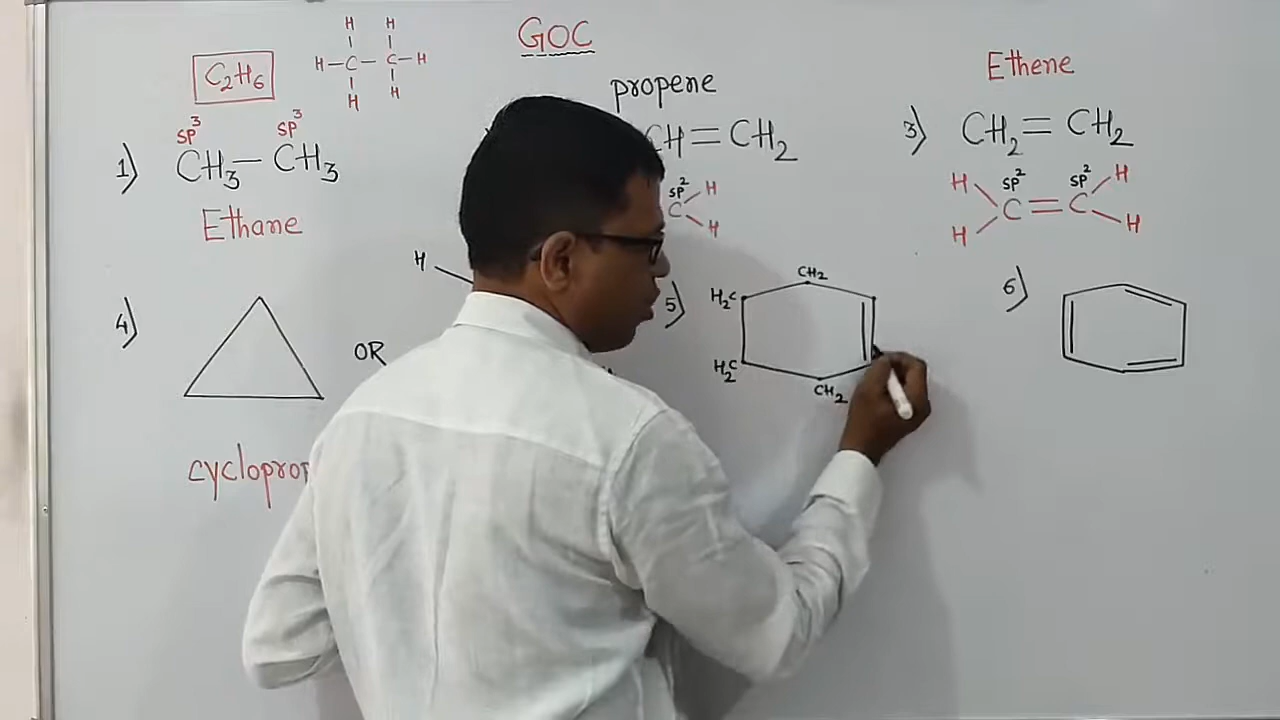 GOC
C2H6
H H
H-C-C-H
H H
sp3 sp3
1) CH3-CH3
Ethane
propene
CH=CH2
sp2
C H
H
Ethene
3) CH2=CH2
H sp2 sp2 H
C=C
H H
4)
OR
H
5)
CH2
H2C
H2C
CH2
6)